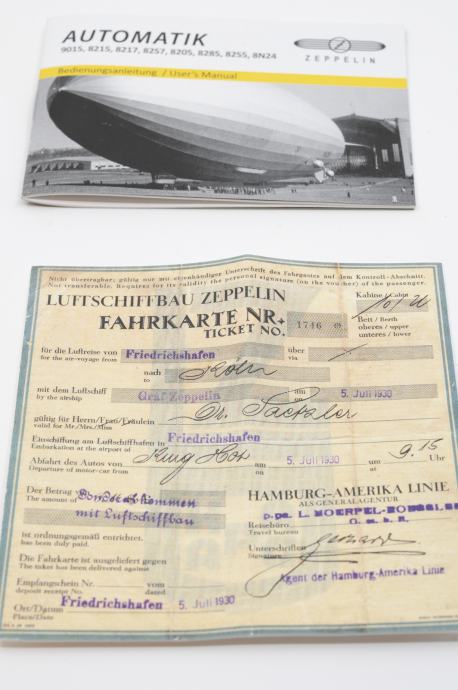 AUTOMATIK
9015, 8215, 8217, 8257, 8205, 8285, 8255, 8N24
ZEPPELIN
Bedienungsanleitung / User's Manual
Nicht übertragbar; gültig nur mit eigenhändiger Unterschrift des Fahrgastes auf dem Kontroll-Abschnitt.
Not transferable. Requires for its validity the personal signature (on the voucher) of the passenger.
LUFTSCHIFFBAU ZEPPELIN
Kabine / Cabin
FAHRKARTE NR.
TICKET NO.
1746
Bett / Berth
oberes / upper
unteres / lower
für die Luftreise von
for the air-voyage from
Friedrichshafen
über
via
nach
to
Köln
mit dem Luftschiff
by the airship
Graf Zeppelin
am
on
5. Juli 1930
gültig für Herrn/Frau/Fräulein
valid for Mr./Mrs./Miss
Dr.
Einschiffung am Luftschiffhafen in
Embarkation at the airport of
Friedrichshafen
Abfahrt des Autos vom
Departure of motor-car from
am
on
5. Juli 1930
um
at
9.15
Uhr
Der Betrag
The amount of
Sonderabkommen
mit Luftschiffbau
HAMBURG-AMERIKA LINIE
ALS GENERALAGENTUR
G. m. b. H.
Reisebüro
Travel bureau
ist ordnungsgemäß entrichtet.
has been duly paid.
Unterschriften
Signature
Die Fahrkarte ist ausgeliefert gegen
The ticket has been delivered against
Agent der Hamburg-Amerika Linie
Empfangschein Nr.
deposit receipt No.
vom
dated
Ort/Datum
Place/Date
Friedrichshafen
5. Juli 1930